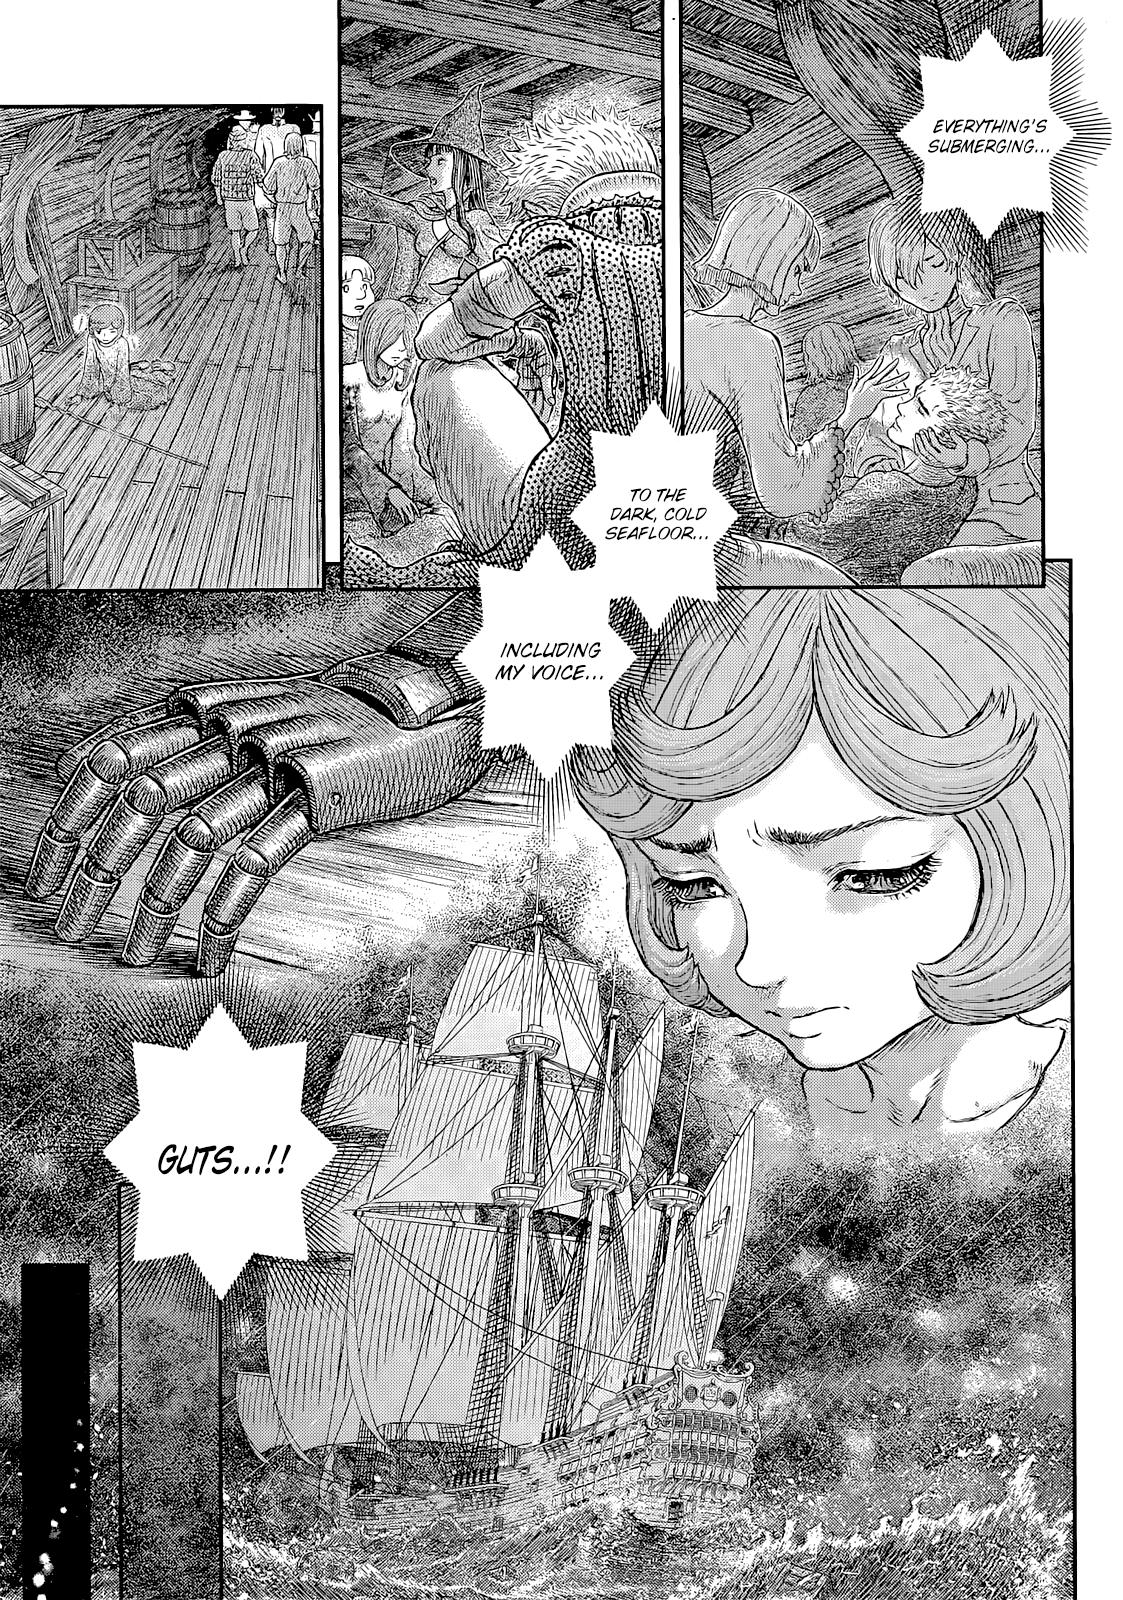 EVERYTHING'S
SUBMERGING...
TO THE
DARK, COLD
SEAFLOOR...
INCLUDING
MY VOICE...
GUTS...!!